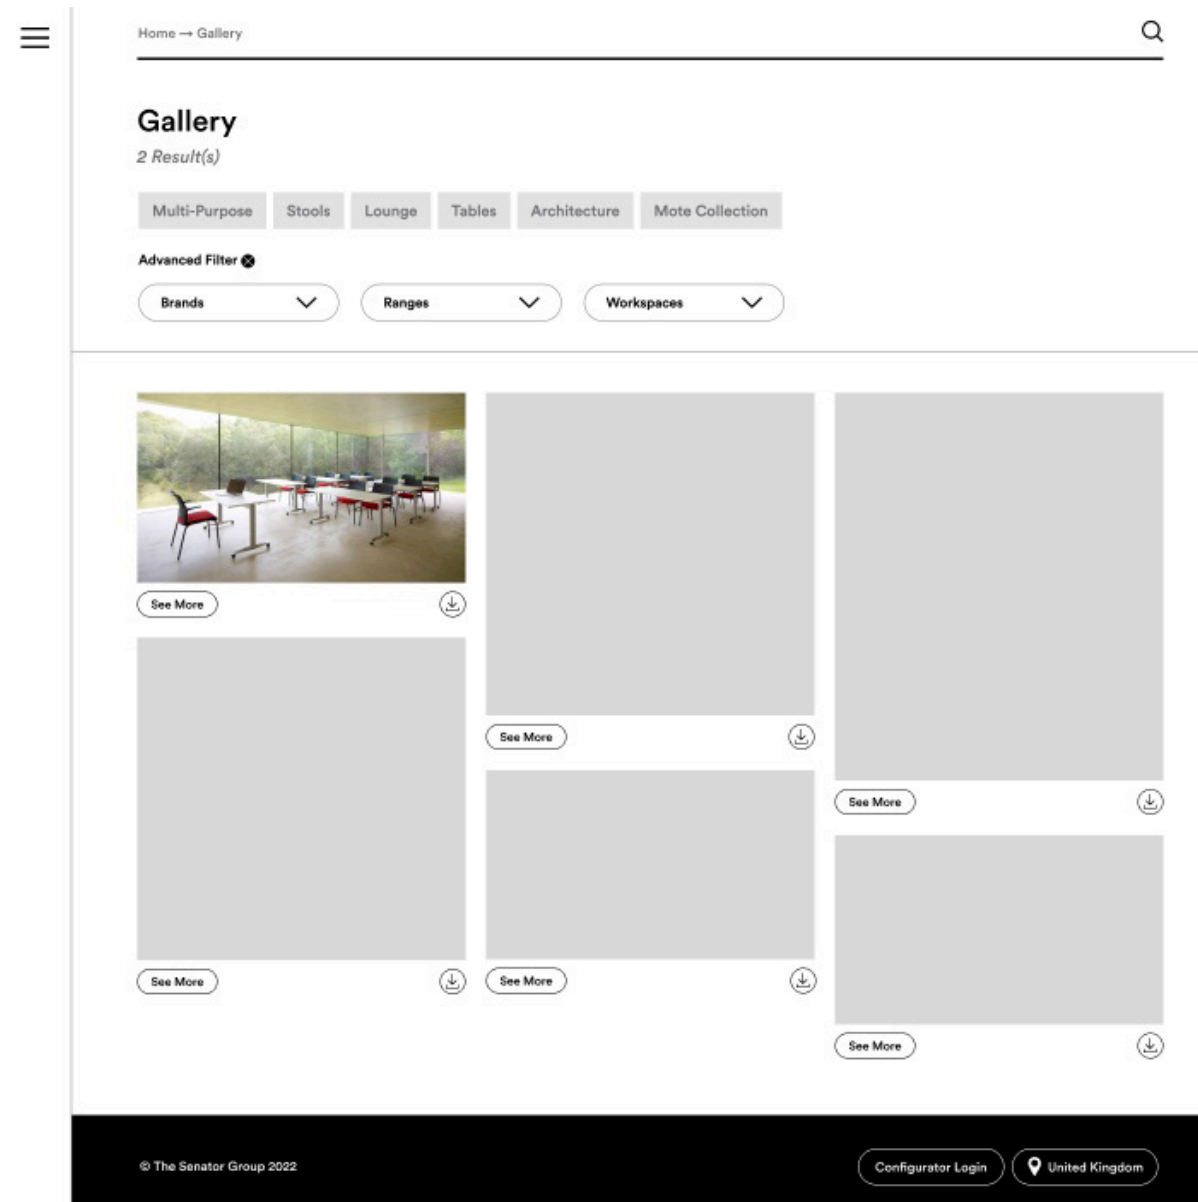 Home → Gallery
Gallery
2 Result(s)
Multi-Purpose Stools Lounge Tables Architecture Mote Collection
Advanced Filter
Brands Ranges Workspaces
See More
See More
See More
See More See More
See More
© The Senator Group 2022 Configurator Login United Kingdom